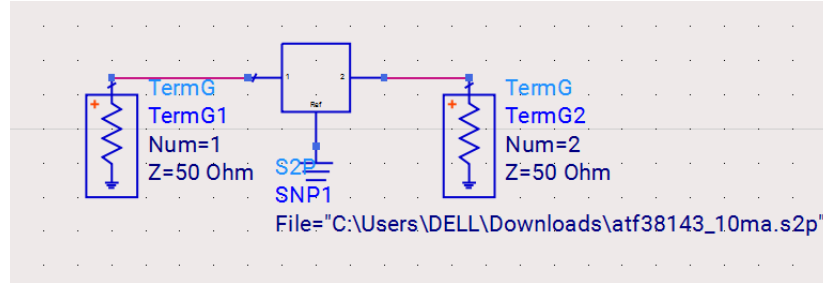 1
2
Ref
TermG
TermG1
Num=1
Z=50 Ohm
S2P
SNP1
File="C:\Users\DELL\Downloads\atf38143_10ma.s2p"
TermG
TermG2
Num=2
Z=50 Ohm